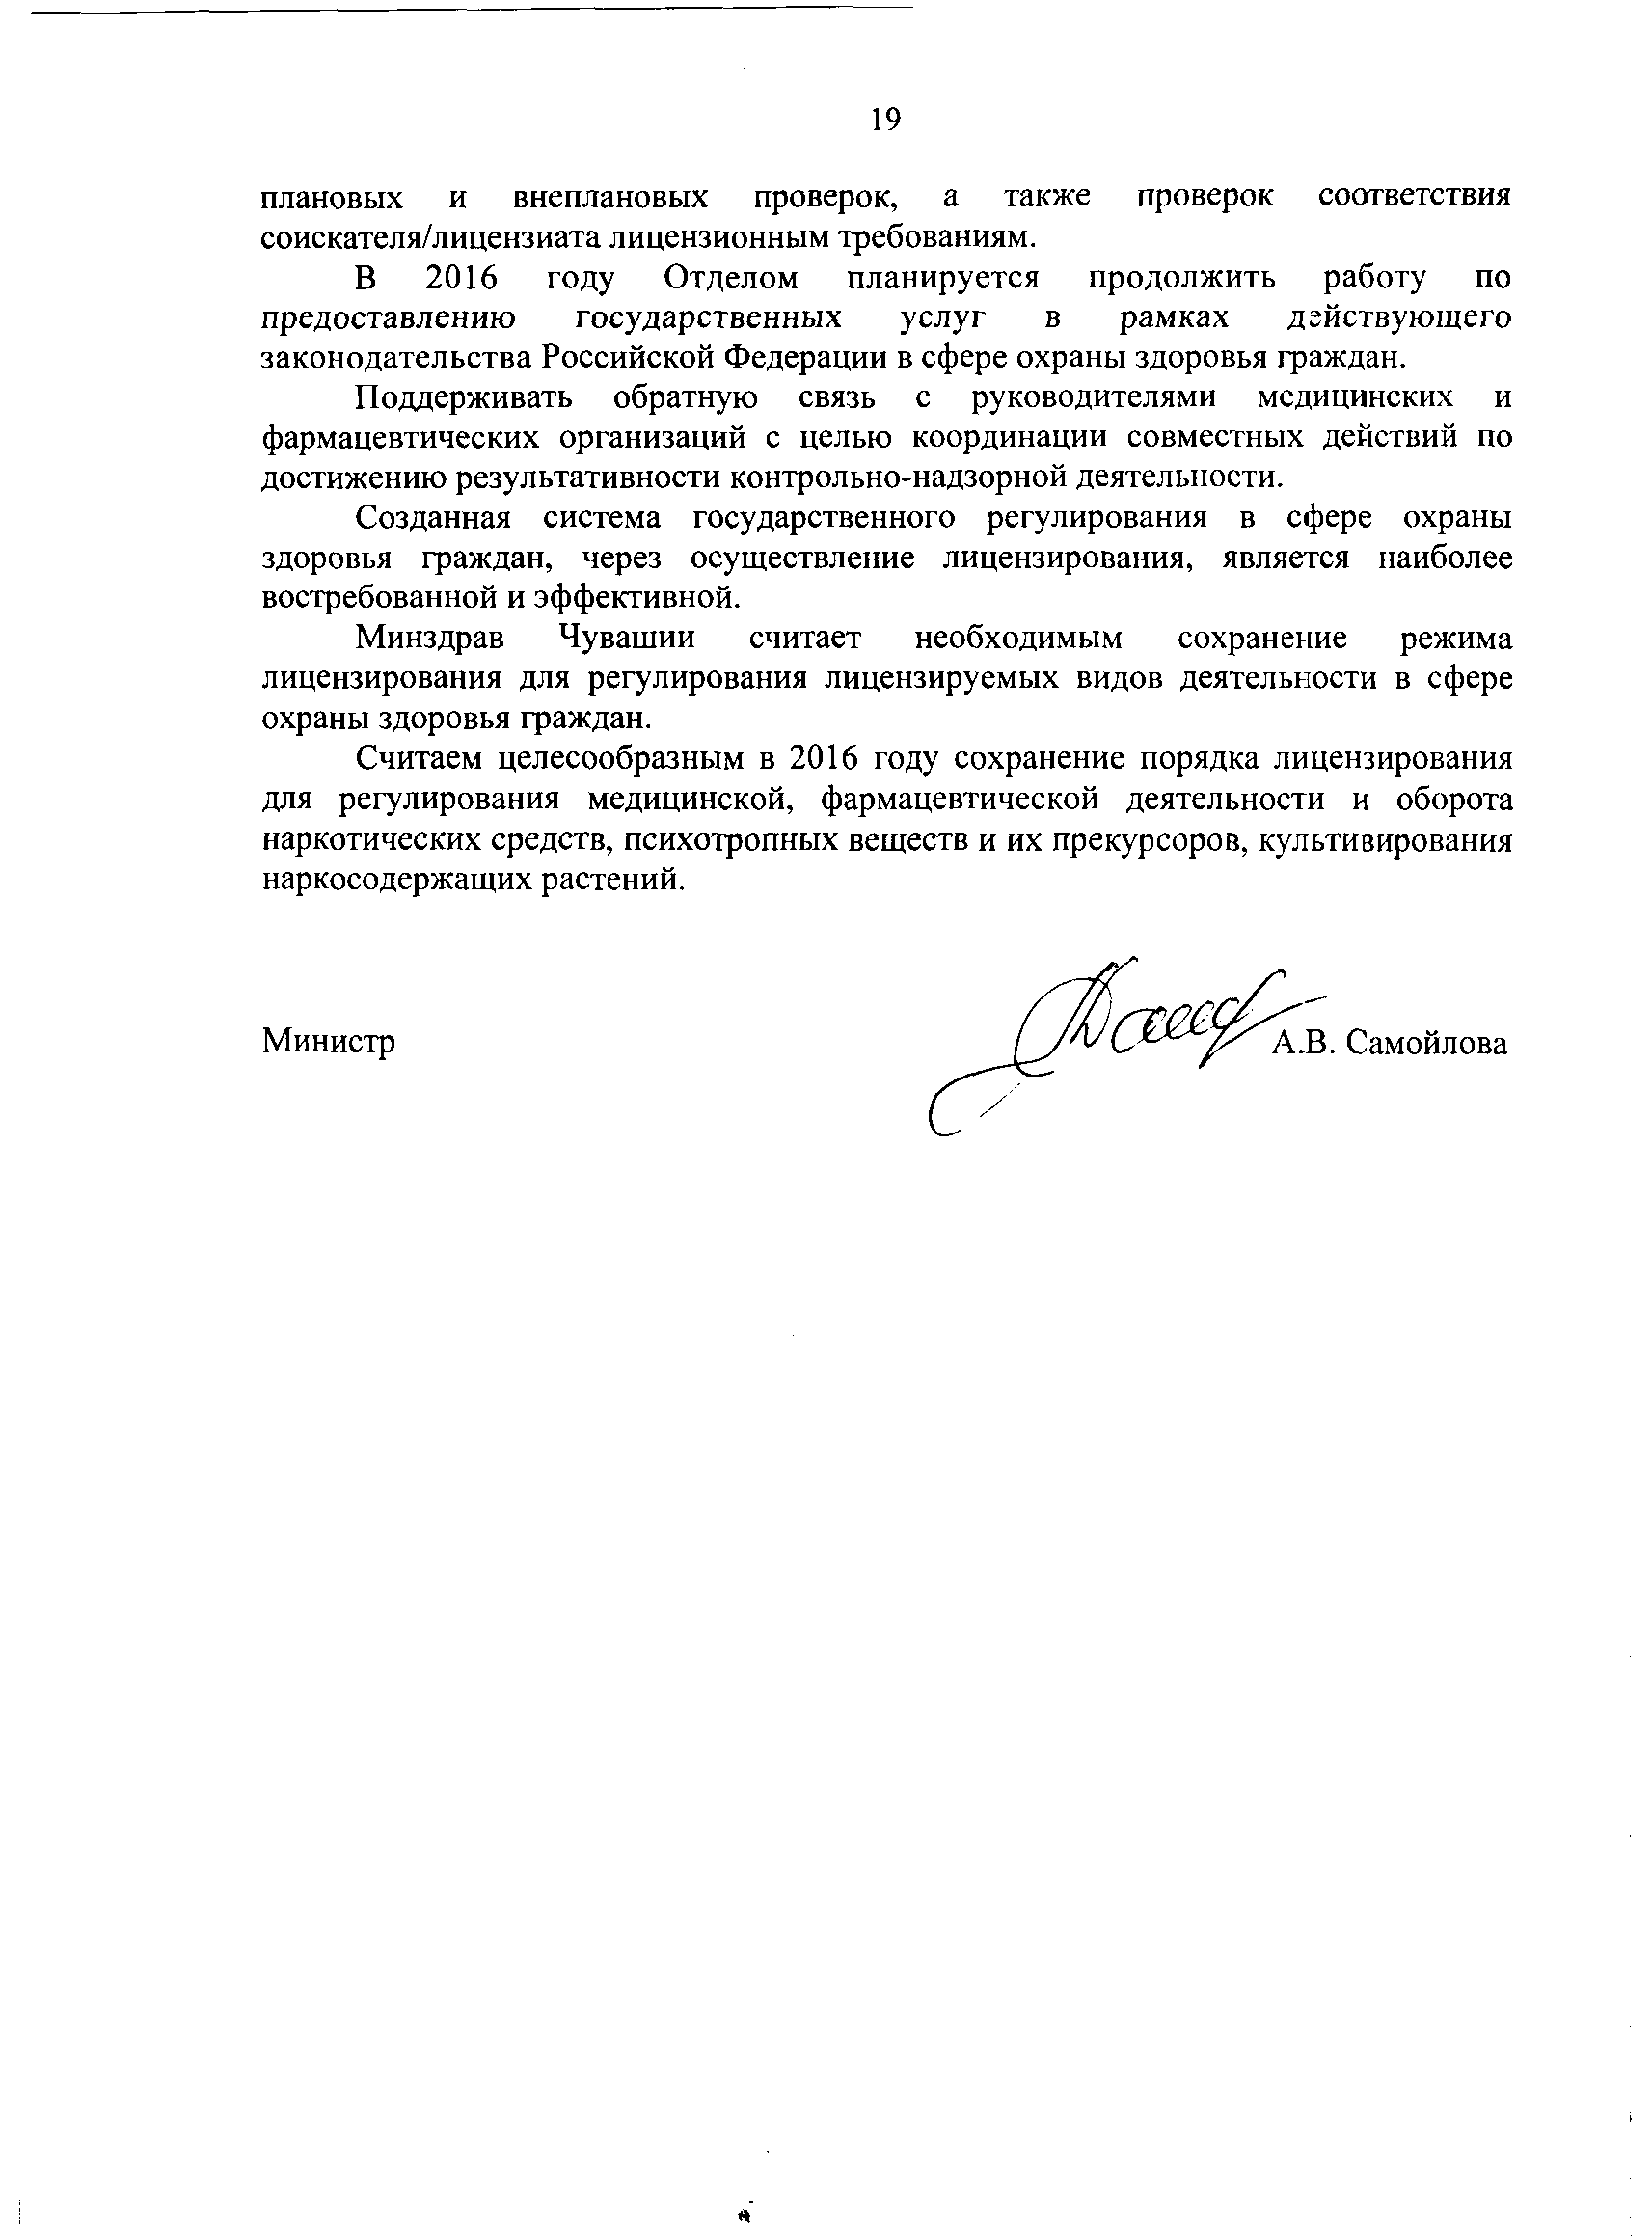 19
плановых и внеплановых проверок, а также проверок соответствия
соискателя/лицензиата лицензионным требованиям.
В 2016 году Отделом планируется продолжить работу по
предоставлению государственных услуг в рамках действующего
законодательства Российской Федерации в сфере охраны здоровья граждан.
Поддерживать обратную связь с руководителями медицинских и
фармацевтических организаций с целью координации совместных действий по
достижению результативности контрольно-надзорной деятельности.
Созданная система государственного регулирования в сфере охраны
здоровья граждан, через осуществление лицензирования, является наиболее
востребованной и эффективной.
Минздрав Чувашии считает необходимым сохранение режима
лицензирования для регулирования лицензируемых видов деятельности в сфере
охраны здоровья граждан.
Считаем целесообразным в 2016 году сохранение порядка лицензирования
для регулирования медицинской, фармацевтической деятельности и оборота
наркотических средств, психотропных веществ и их прекурсоров, культивирования
наркосодержащих растений.
Министр А.В. Самойлова